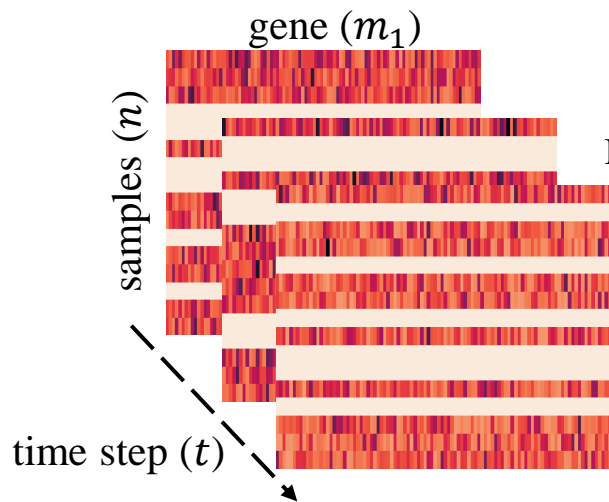 gene (m₁)
samples (n)
time step (t)